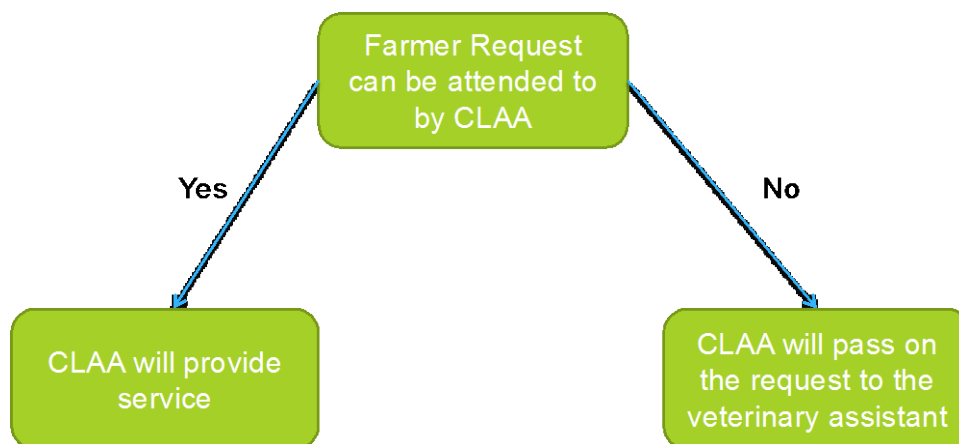 Farmer Request
can be attended to
by CLAA
Yes
No
CLAA will provide
service
CLAA will pass on
the request to the
veterinary assistant